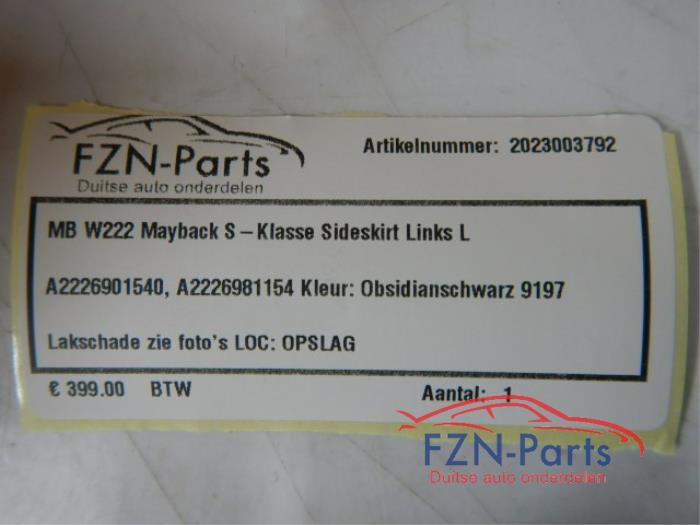 FZN-Parts
Duitse auto onderdelen
Artikelnummer: 2023003792
MB W222 Mayback S – Klasse Sideskirt Links L
A2226901540, A2226981154 Kleur: Obsidianschwarz 9197
Lakschade zie foto's LOC: OPSLAG
€ 399.00 BTW
Aantal: 1
FZN-Parts
Duitse auto onderdelen